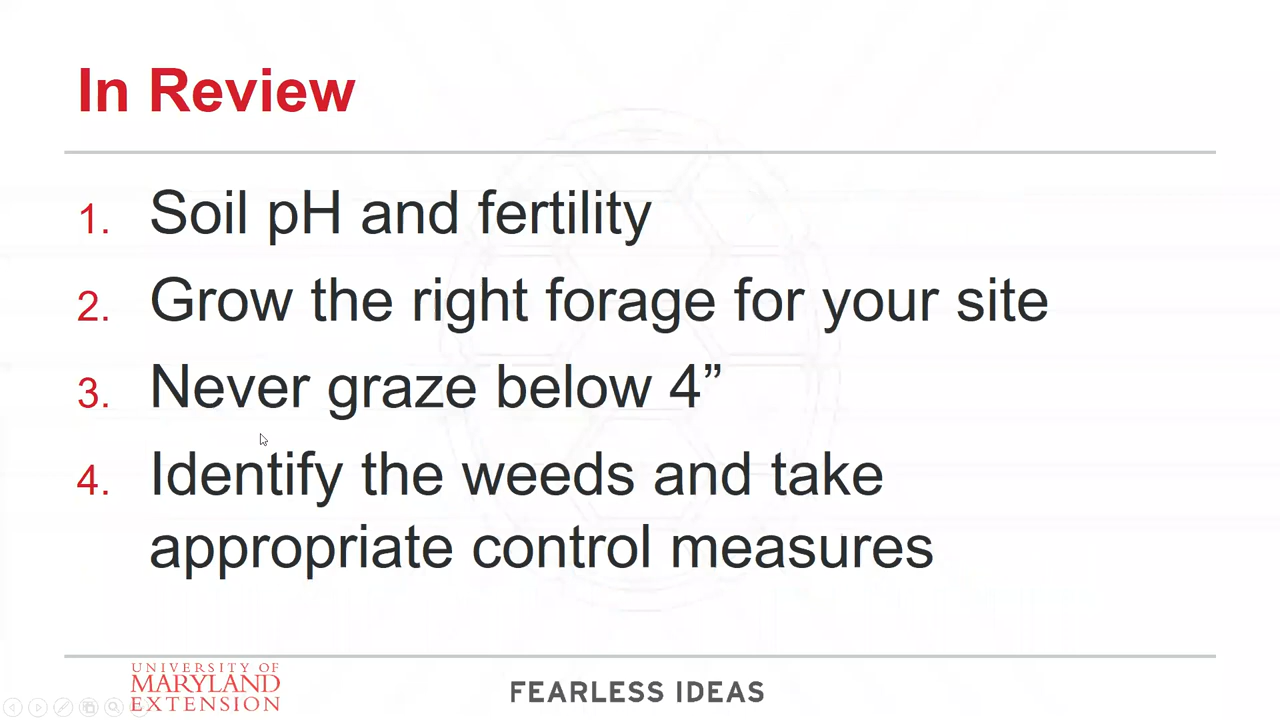 In Review
1. Soil pH and fertility
2. Grow the right forage for your site
3. Never graze below 4”
4. Identify the weeds and take
appropriate control measures
UNIVERSITY OF
MARYLAND
EXTENSION
FEARLESS IDEAS